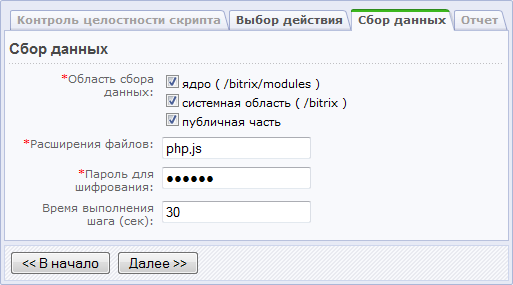 Контроль целостности скрипта Выбор действия Сбор данных Отчет
Сбор данных
*Область сбора данных:
ядро ( /bitrix/modules )
системная область ( /bitrix )
публичная часть
*Расширения файлов: php,js
*Пароль для шифрования: ●●●●●●
Время выполнения шага (сек): 30
<< В начало Далее >>